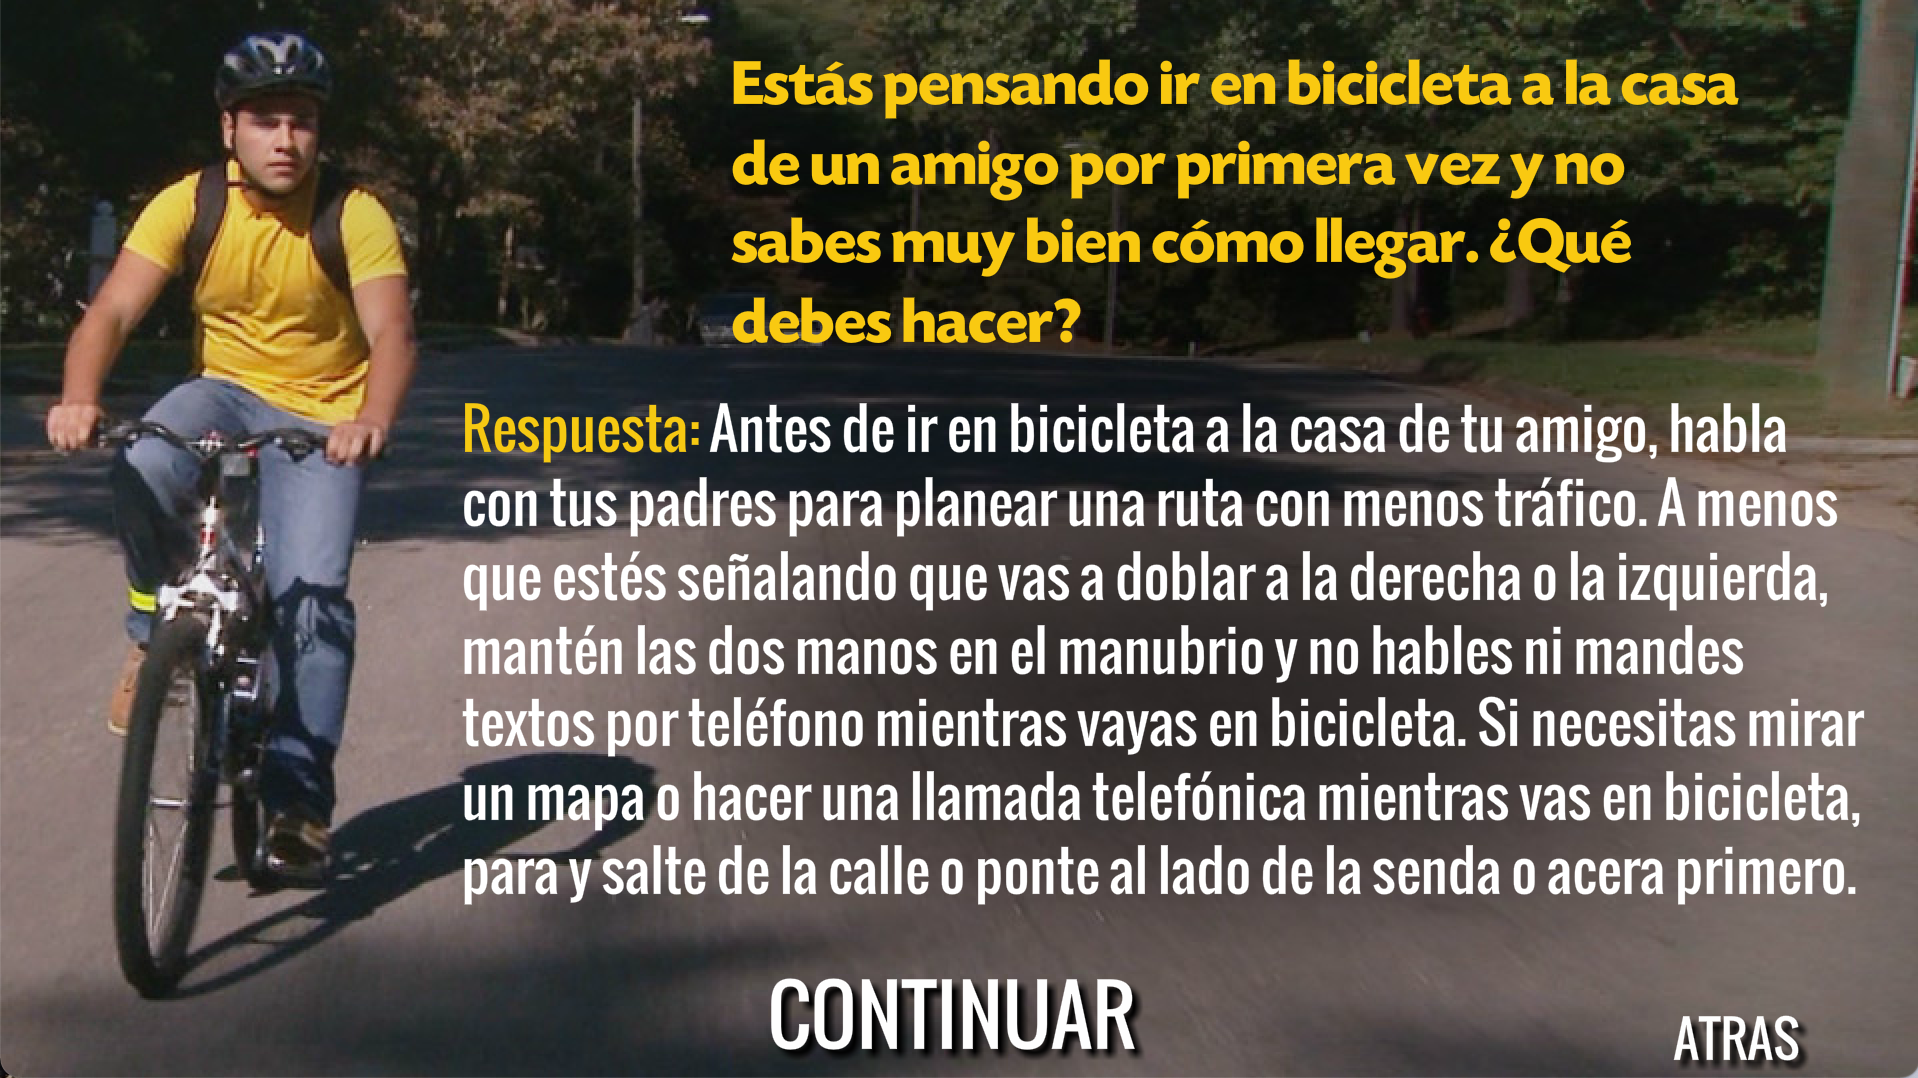 Estás pensando ir en bicicleta a la casa
de un amigo por primera vez y no
sabes muy bien cómo llegar. ¿Qué
debes hacer?
Respuesta: Antes de ir en bicicleta a la casa de tu amigo, habla
con tus padres para planear una ruta con menos tráfico. A menos
que estés señalando que vas a doblar a la derecha o la izquierda,
mantén las dos manos en el manubrio y no hables ni mandes
textos por teléfono mientras vayas en bicicleta. Si necesitas mirar
un mapa o hacer una llamada telefónica mientras vas en bicicleta,
para y salte de la calle o ponte al lado de la senda o acera primero.
CONTINUAR
ATRAS